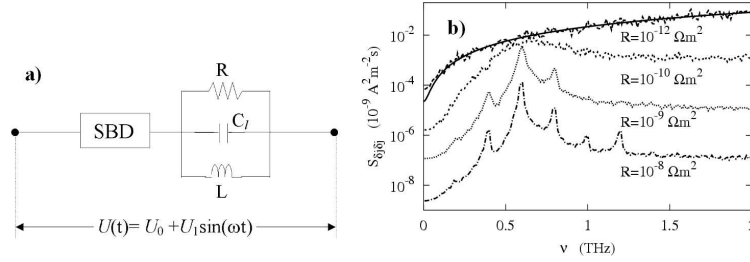 a)
R
SBD
C_l
L
U(t)= U_0 +U_1sin(ωt)
b)
S_δjδj (10^-9 A^2m^-2s)
10^-2
10^-4
10^-6
10^-8
R=10^-12 Ωm^2
R=10^-10 Ωm^2
R=10^-9 Ωm^2
R=10^-8 Ωm^2
0
0.5
1
1.5
2
ν (THz)